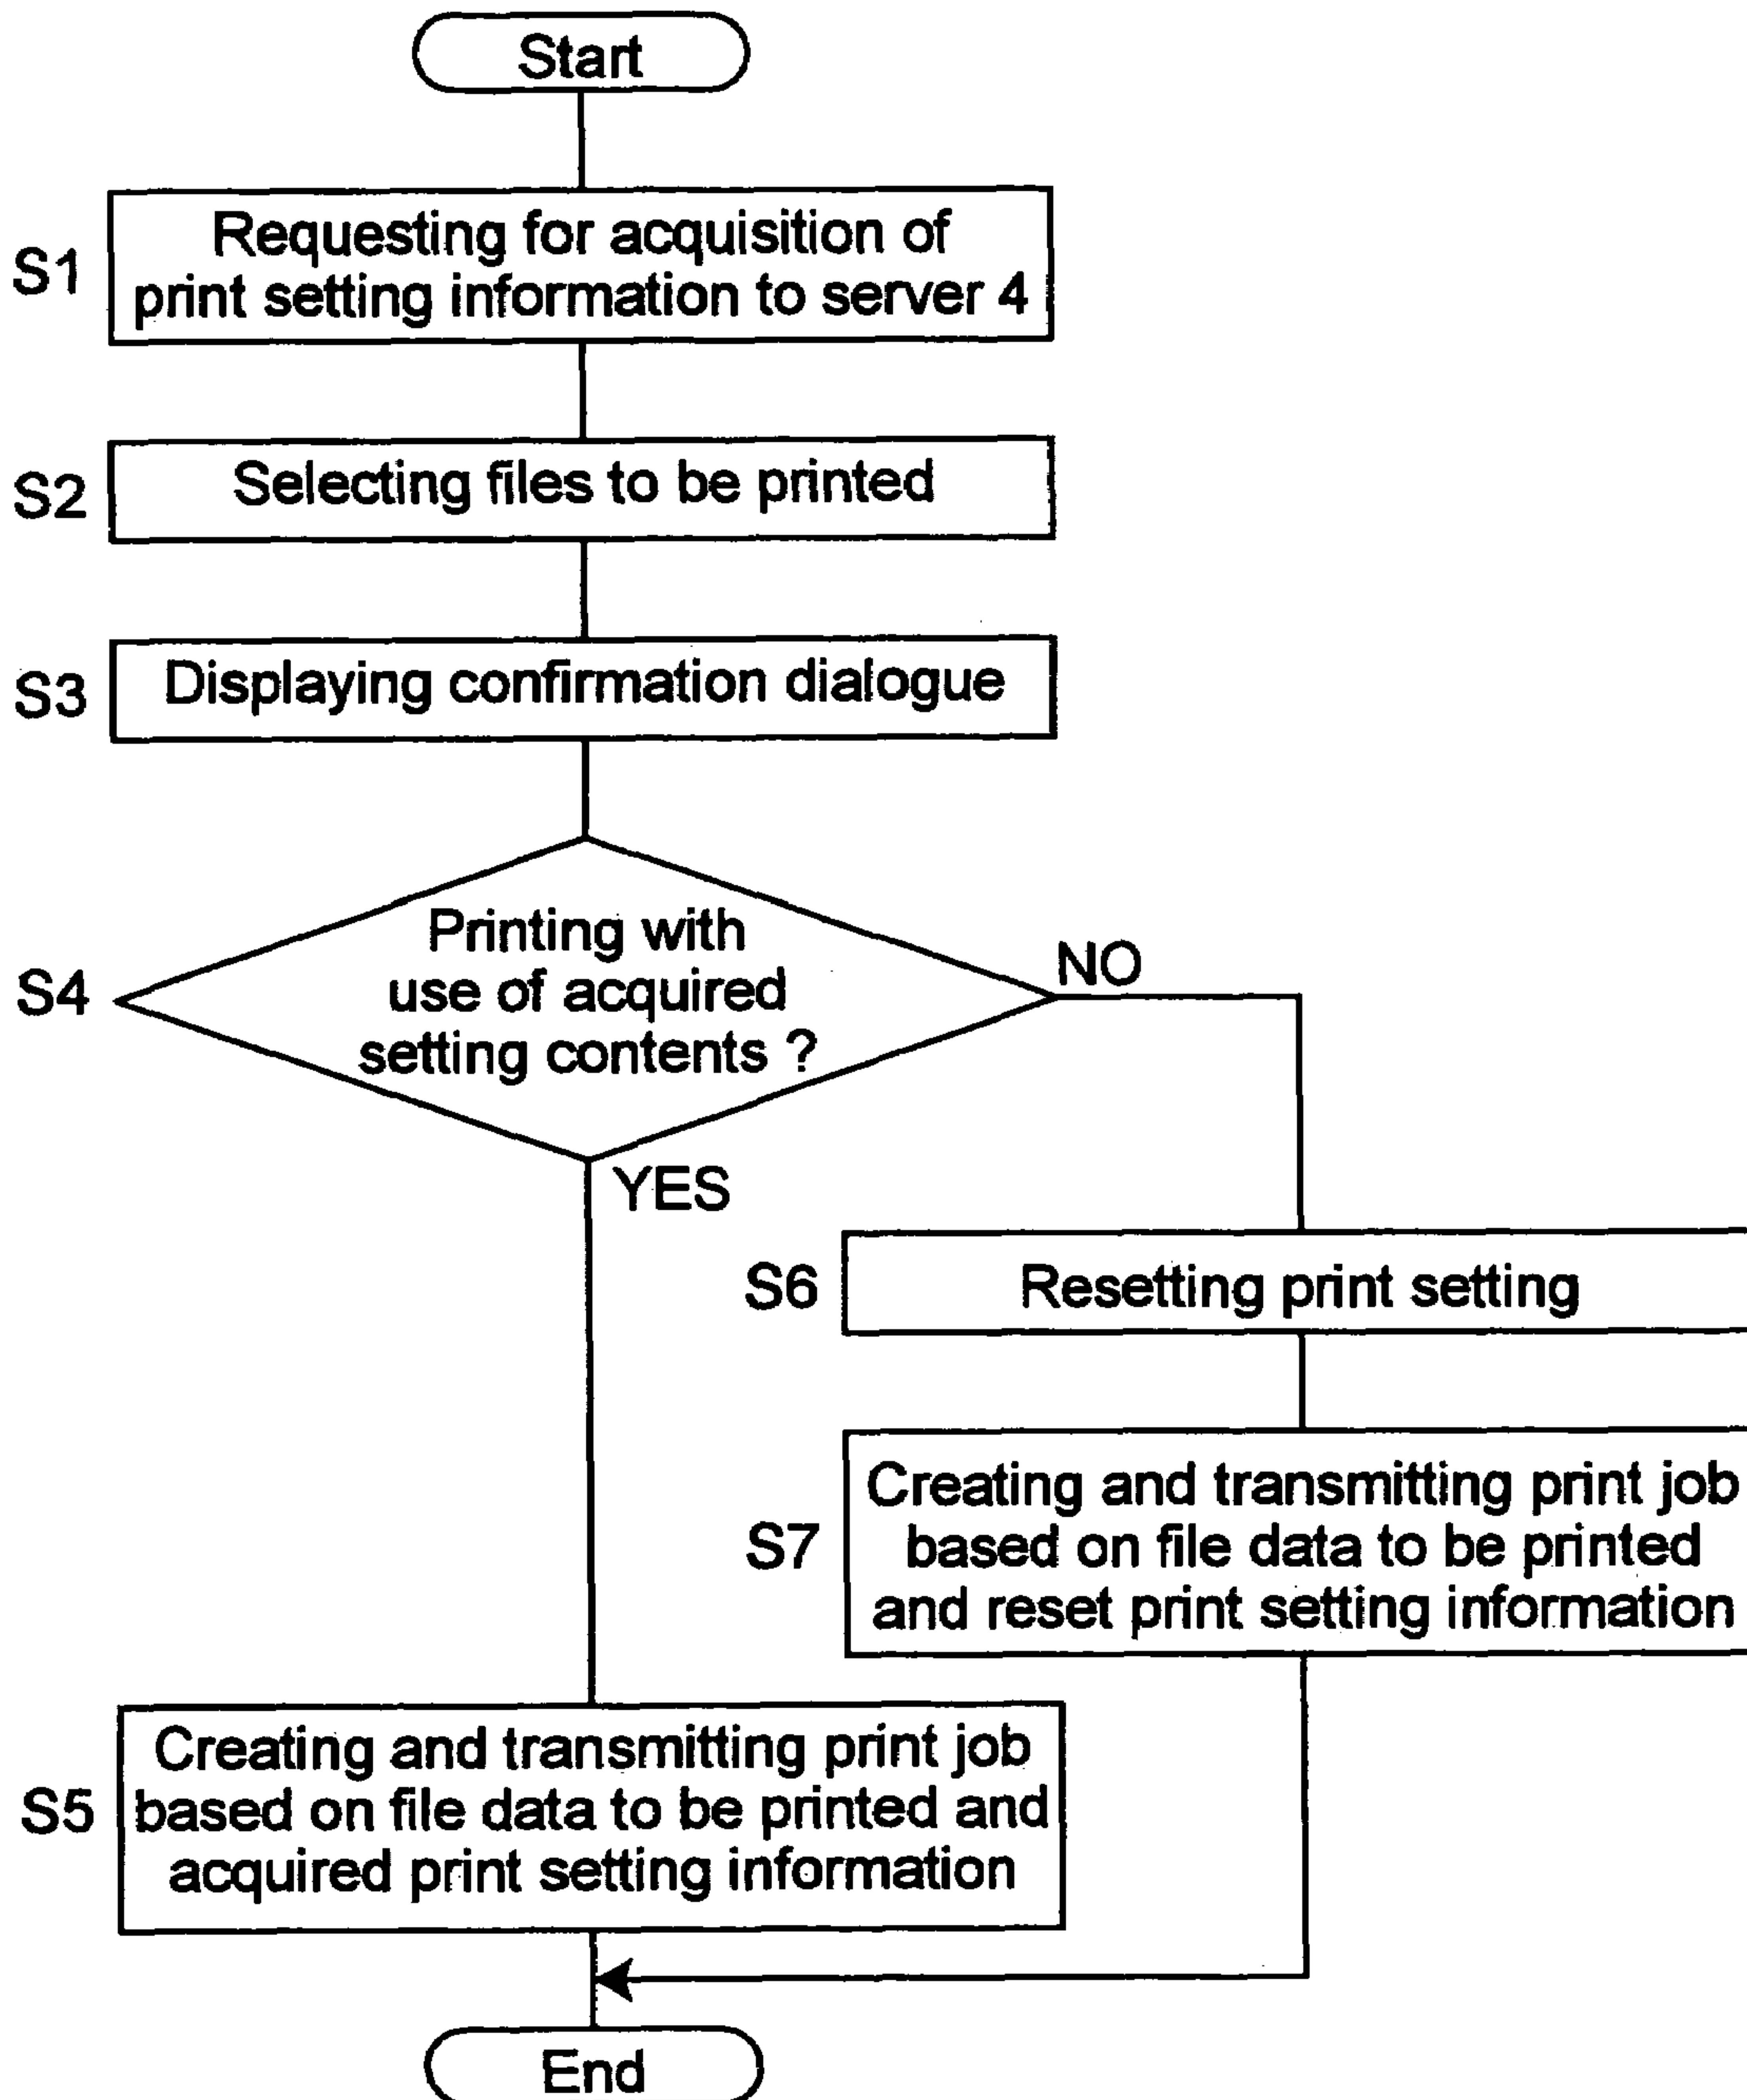 Start
S1
Requesting for acquisition of
print setting information to server 4
S2
Selecting files to be printed
S3
Displaying confirmation dialogue
S4
Printing with
use of acquired
setting contents ?
NO
YES
S6
Resetting print setting
S7
Creating and transmitting print job
based on file data to be printed
and reset print setting information
S5
Creating and transmitting print job
based on file data to be printed and
acquired print setting information
End